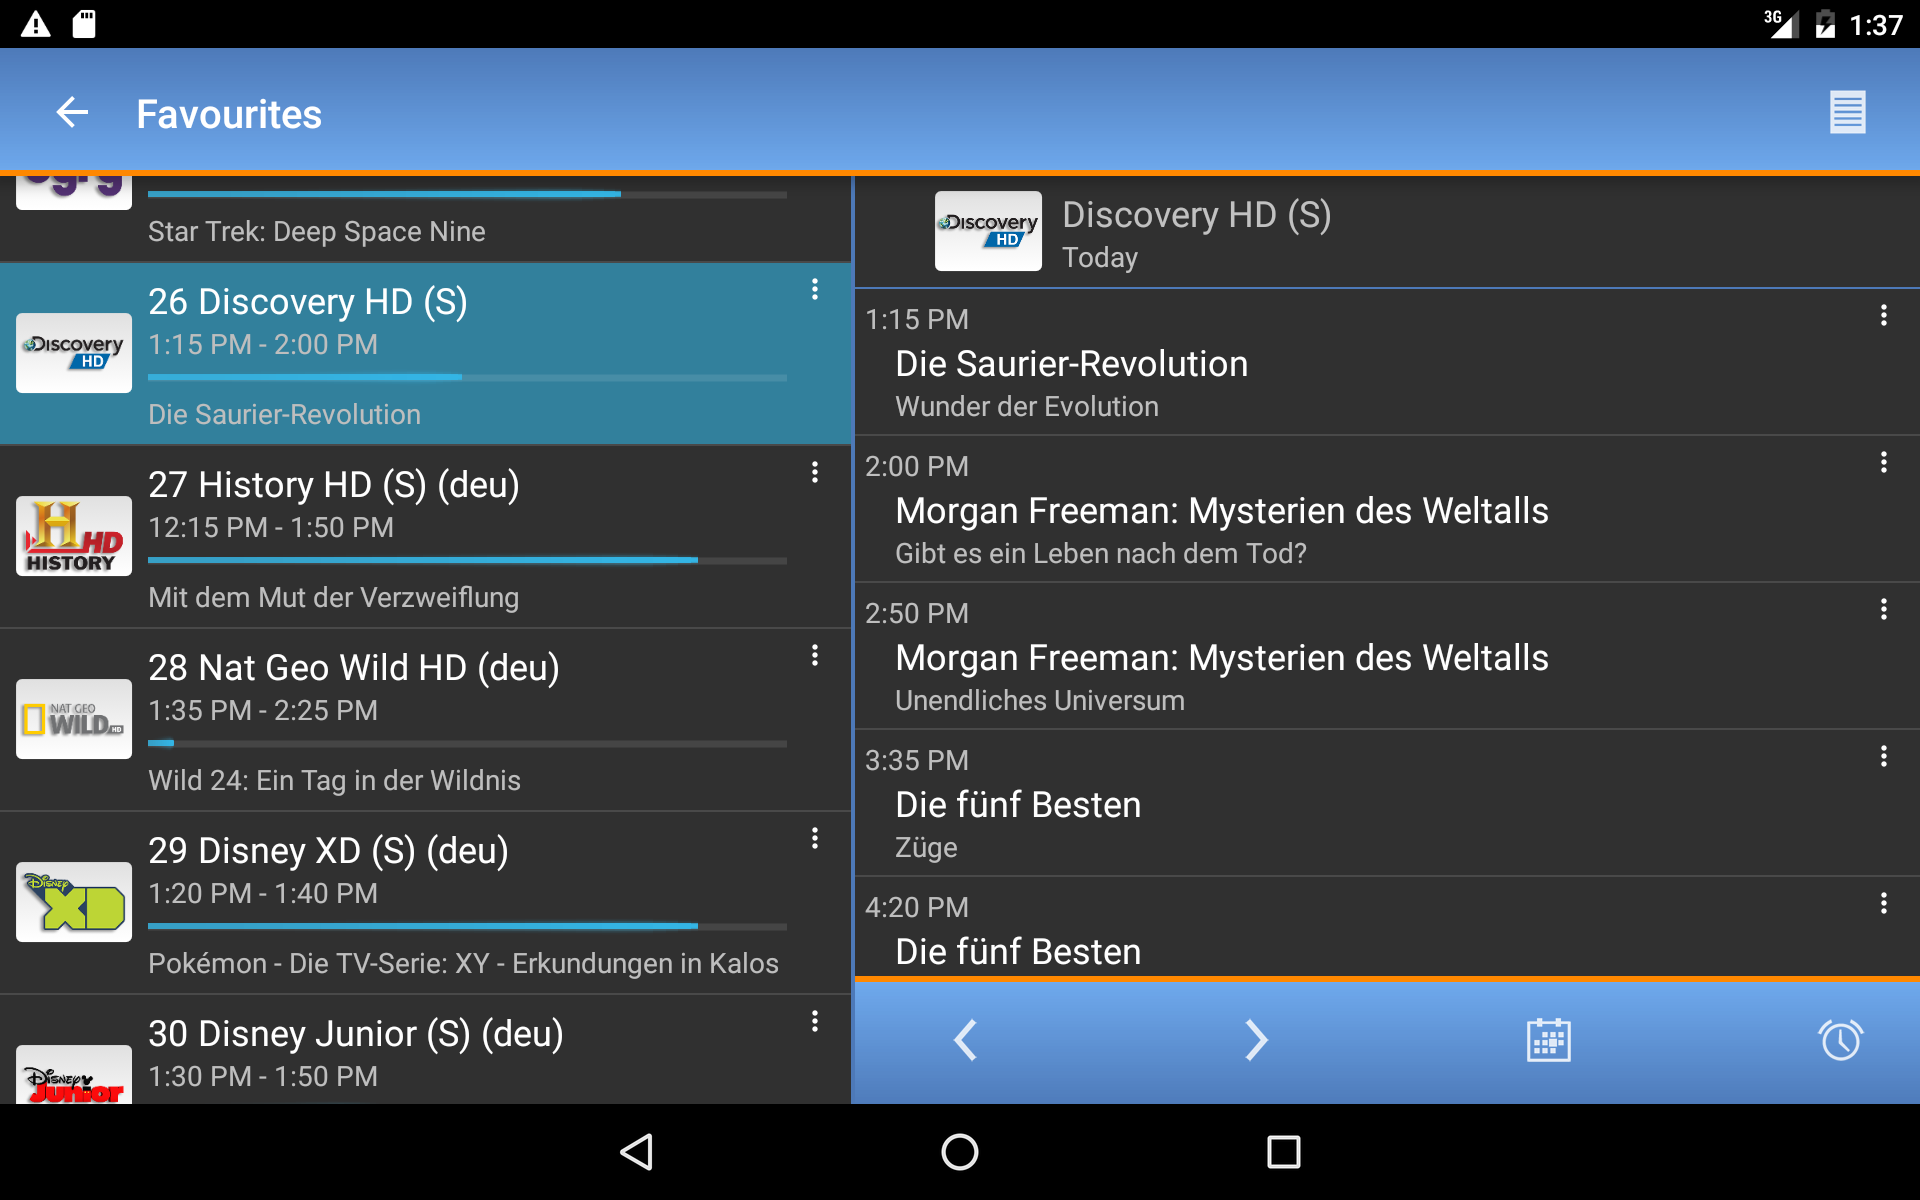 3G
1:37
Favourites
Star Trek: Deep Space Nine
26 Discovery HD (S)
1:15 PM - 2:00 PM
Discovery
HD
Die Saurier-Revolution
27 History HD (S) (deu)
12:15 PM - 1:50 PM
H HD
HISTORY
Mit dem Mut der Verzweiflung
28 Nat Geo Wild HD (deu)
1:35 PM - 2:25 PM
NAT GEO
WILD HD
Wild 24: Ein Tag in der Wildnis
29 Disney XD (S) (deu)
1:20 PM - 1:40 PM
Disney
XD
Pokémon - Die TV-Serie: XY - Erkundungen in Kalos
30 Disney Junior (S) (deu)
1:30 PM - 1:50 PM
Disney
Junior
Discovery
HD
Discovery HD (S)
Today
1:15 PM
Die Saurier-Revolution
Wunder der Evolution
2:00 PM
Morgan Freeman: Mysterien des Weltalls
Gibt es ein Leben nach dem Tod?
2:50 PM
Morgan Freeman: Mysterien des Weltalls
Unendliches Universum
3:35 PM
Die fünf Besten
Züge
4:20 PM
Die fünf Besten